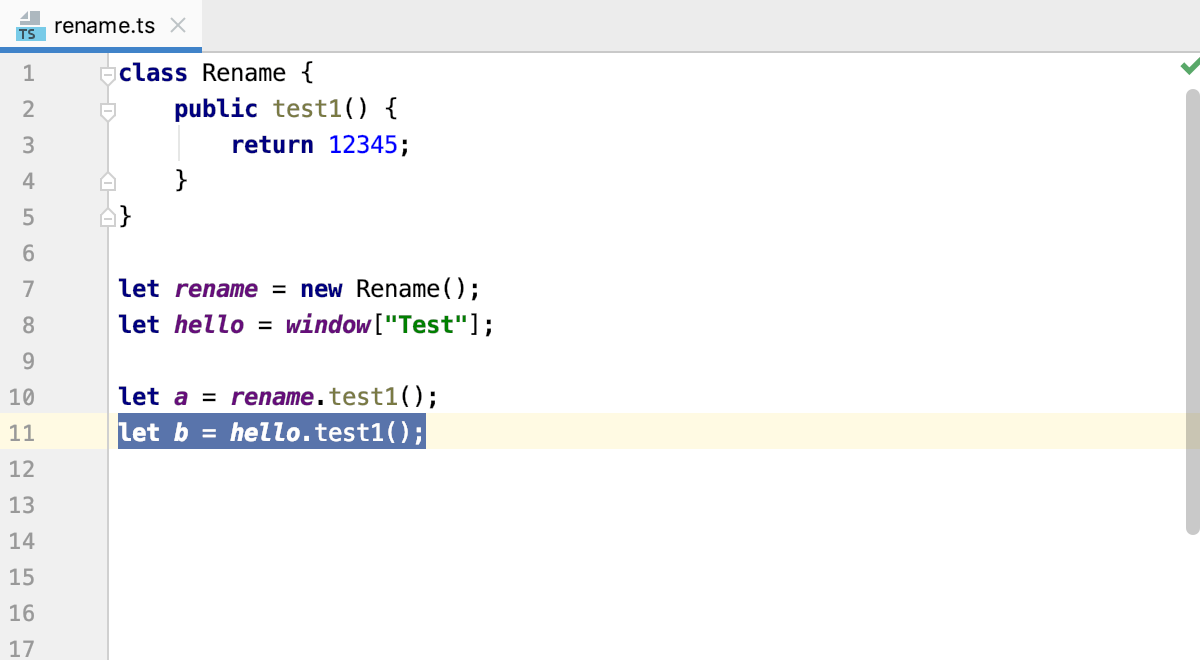 TS rename.ts
1 class Rename {
2     public test1() {
3         return 12345;
4     }
5 }
6
7 let rename = new Rename();
8 let hello = window["Test"];
9
10 let a = rename.test1();
11 let b = hello.test1();
12
13
14
15
16
17